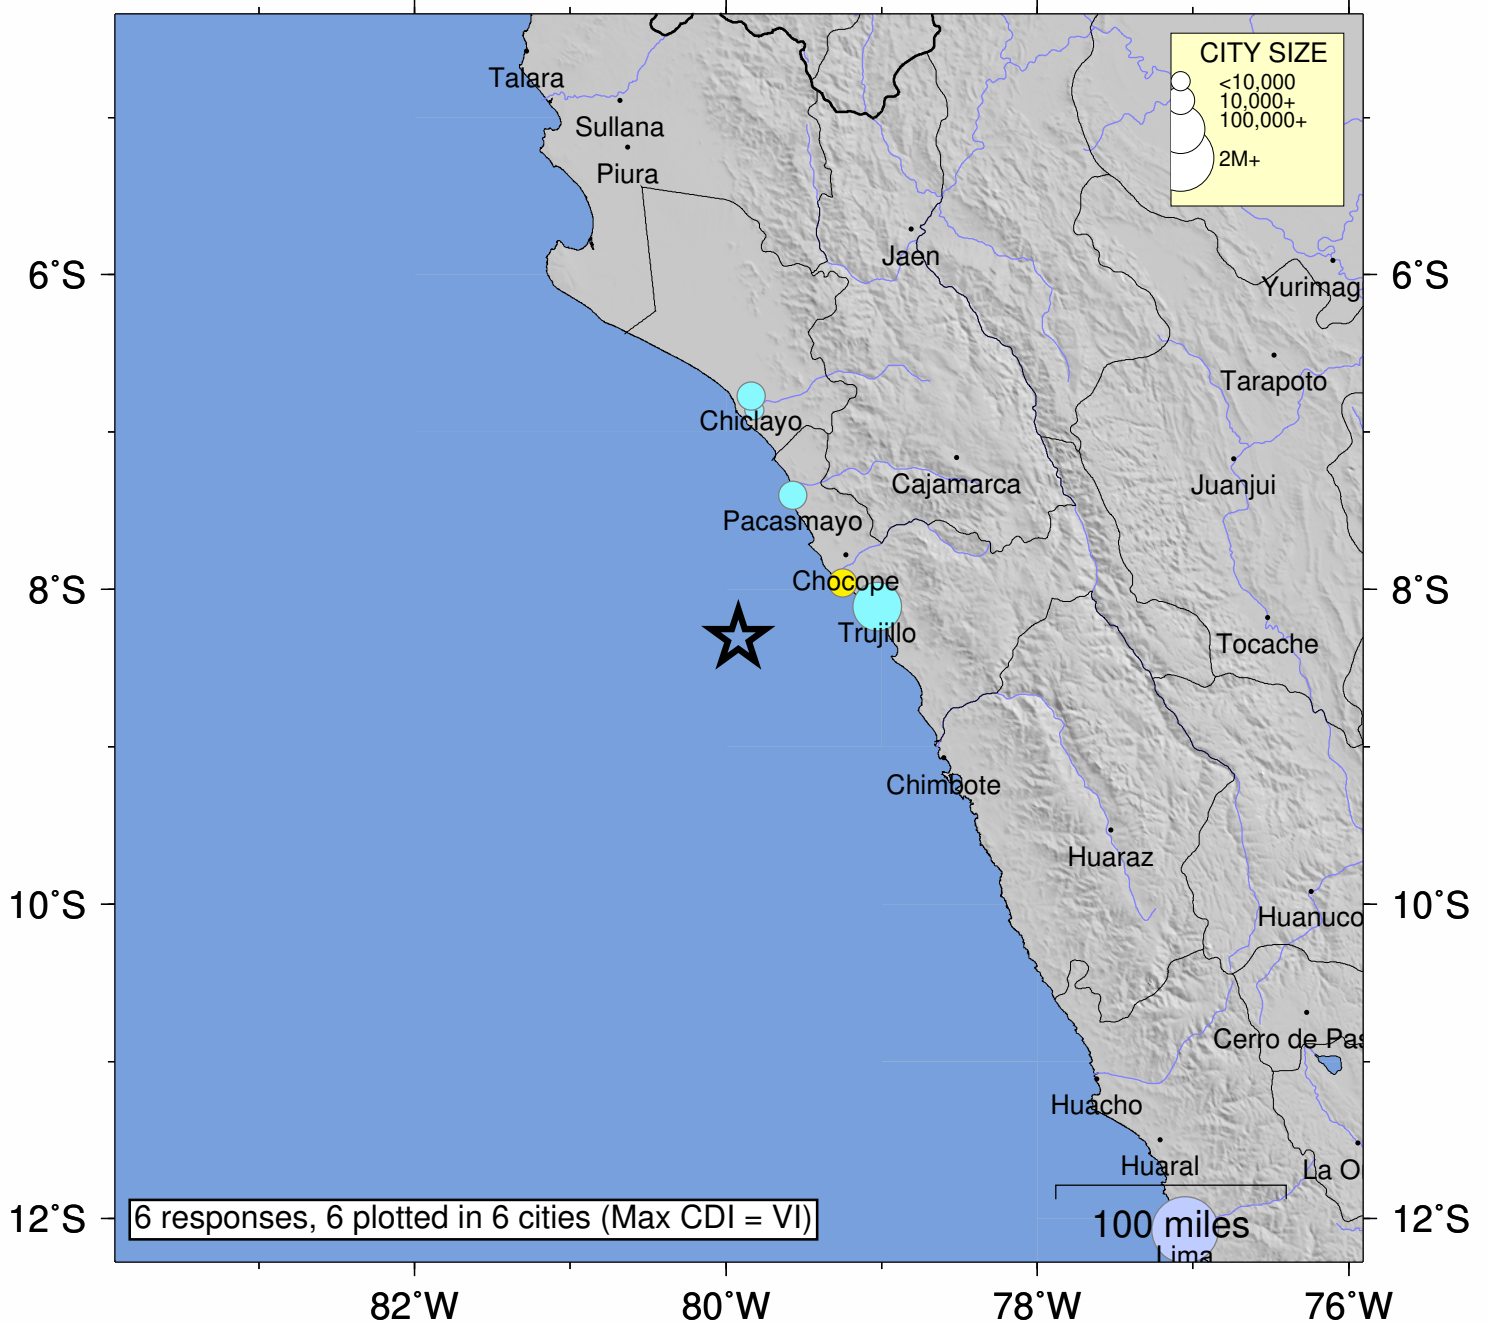 CITY SIZE
<10,000
10,000+
100,000+
2M+
Talara
Sullana
Piura
Jaen
6°S
6°S
Yurimag
Tarapoto
Chiclayo
Cajamarca
Juanjui
Pacasmayo
Chocope
8°S
8°S
Trujillo
Tocache
Chimbote
Huaraz
10°S
10°S
Huanuco
Cerro de Pas
Huacho
Huaral
La O
6 responses, 6 plotted in 6 cities (Max CDI = VI)
12°S
100 miles
12°S
Lima
82°W
80°W
78°W
76°W